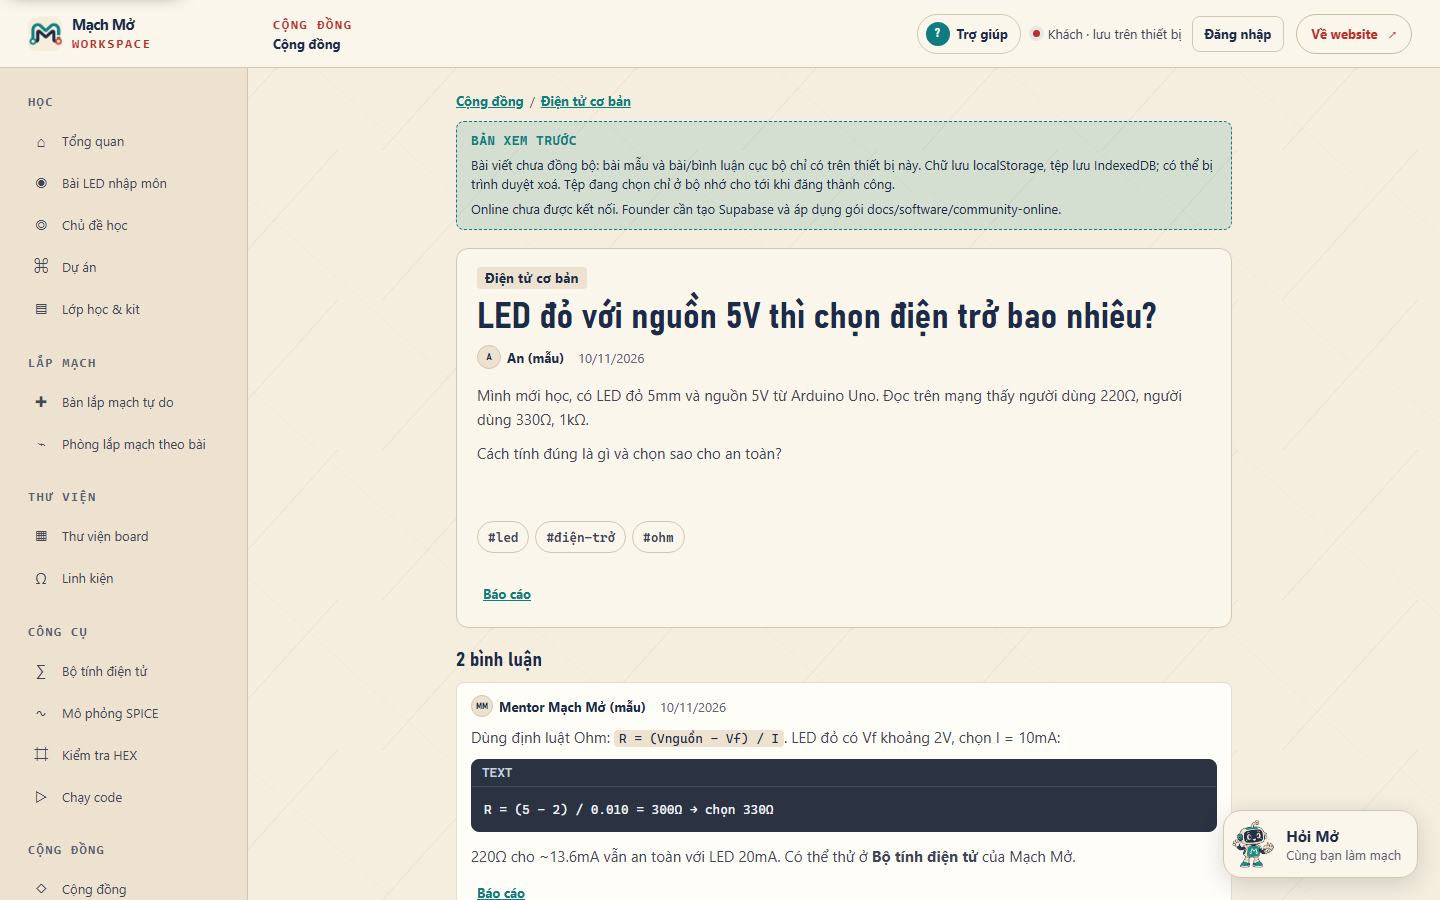 Mạch Mở
WORKSPACE
CỘNG ĐỒNG
Cộng đồng
? Trợ giúp
Khách · lưu trên thiết bị
Đăng nhập
Về website ↗
HỌC
Tổng quan
Bài LED nhập môn
Chủ đề học
Dự án
Lớp học & kit
LẮP MẠCH
Bàn lắp mạch tự do
Phòng lắp mạch theo bài
THƯ VIỆN
Thư viện board
Ω Linh kiện
CÔNG CỤ
∑ Bộ tính điện tử
∿ Mô phỏng SPICE
Kiểm tra HEX
Chạy code
CỘNG ĐỒNG
Cộng đồng
Cộng đồng / Điện tử cơ bản
BẢN XEM TRƯỚC
Bài viết chưa đồng bộ: bài mẫu và bài/bình luận cục bộ chỉ có trên thiết bị này. Chữ lưu localStorage, tệp lưu IndexedDB; có thể bị
trình duyệt xoá. Tệp đang chọn chỉ ở bộ nhớ cho tới khi đăng thành công.
Online chưa được kết nối. Founder cần tạo Supabase và áp dụng gói docs/software/community-online.
Điện tử cơ bản
LED đỏ với nguồn 5V thì chọn điện trở bao nhiêu?
A An (mẫu) 10/11/2026
Mình mới học, có LED đỏ 5mm và nguồn 5V từ Arduino Uno. Đọc trên mạng thấy người dùng 220Ω, người
dùng 330Ω, 1kΩ.
Cách tính đúng là gì và chọn sao cho an toàn?
#led #điện-trở #ohm
Báo cáo
2 bình luận
MM Mentor Mạch Mở (mẫu) 10/11/2026
Dùng định luật Ohm: R = (Vnguồn − Vf) / I. LED đỏ có Vf khoảng 2V, chọn I = 10mA:
TEXT
R = (5 − 2) / 0.010 = 300Ω → chọn 330Ω
220Ω cho ~13.6mA vẫn an toàn với LED 20mA. Có thể thử ở Bộ tính điện tử của Mạch Mở.
Báo cáo
Hỏi Mở
Cùng bạn làm mạch